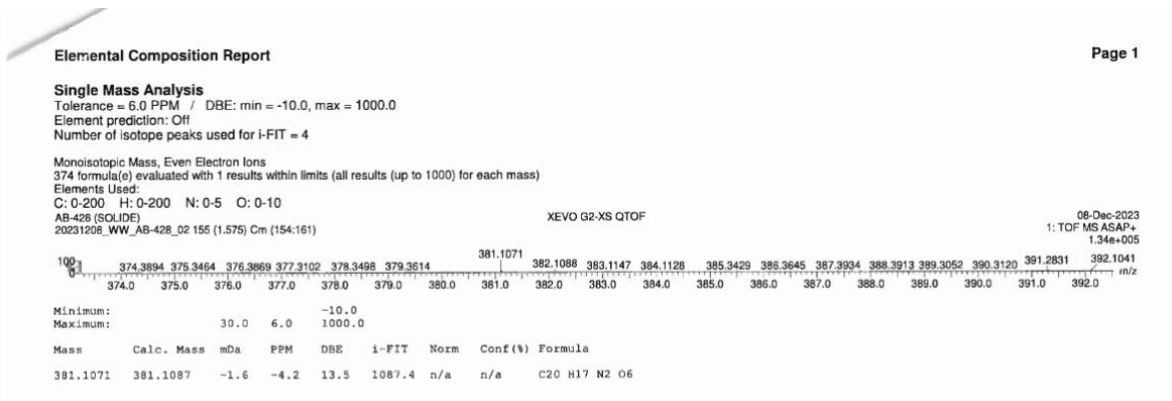 Elemental Composition Report Page 1
Single Mass Analysis
Tolerance = 6.0 PPM / DBE: min = -10.0, max = 1000.0
Element prediction: Off
Number of isotope peaks used for i-FIT = 4
Monoisotopic Mass, Even Electron Ions
374 formula(e) evaluated with 1 results within limits (all results (up to 1000) for each mass)
Elements Used:
C: 0-200 H: 0-200 N: 0-5 O: 0-10
AB-428 (SOLIDE) XEVO G2-XS QTOF 08-Dec-2023
20231208_WW_AB-428_02 155 (1.575) Cm (154:161) 1: TOF MS ASAP+
1.34e+005
100 374.3894 375.3464 376.3869 377.3102 378.3498 379.3614 381.1071 382.1088 383.1147 384.1128 385.3429 386.3645 387.3934 388.3913 389.3052 390.3120 391.2831 392.1041
% 0 m/z
374.0 375.0 376.0 377.0 378.0 379.0 380.0 381.0 382.0 383.0 384.0 385.0 386.0 387.0 388.0 389.0 390.0 391.0 392.0
Minimum: -10.0
Maximum: 30.0 6.0 1000.0
Mass Calc. Mass mDa PPM DBE i-FIT Norm Conf(%) Formula
381.1071 381.1087 -1.6 -4.2 13.5 1087.4 n/a n/a C20 H17 N2 O6